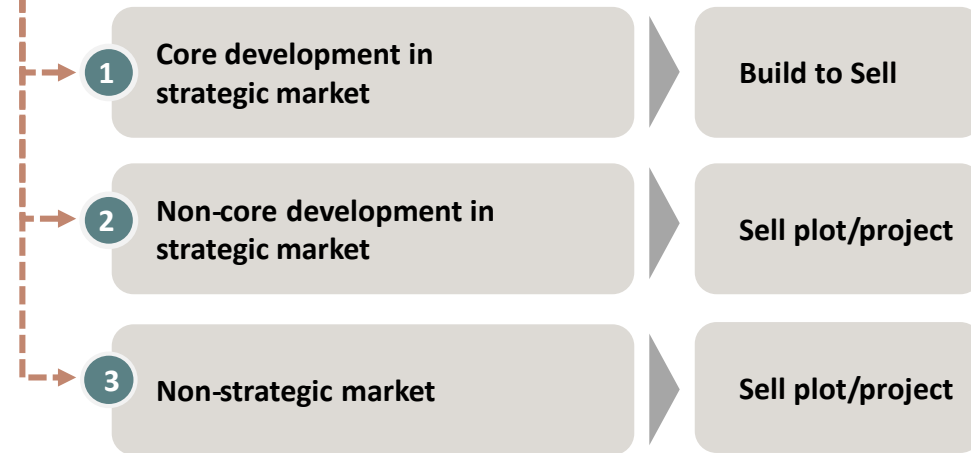 1
Core development in
strategic market
Build to Sell
2
Non-core development in
strategic market
Sell plot/project
3
Non-strategic market
Sell plot/project